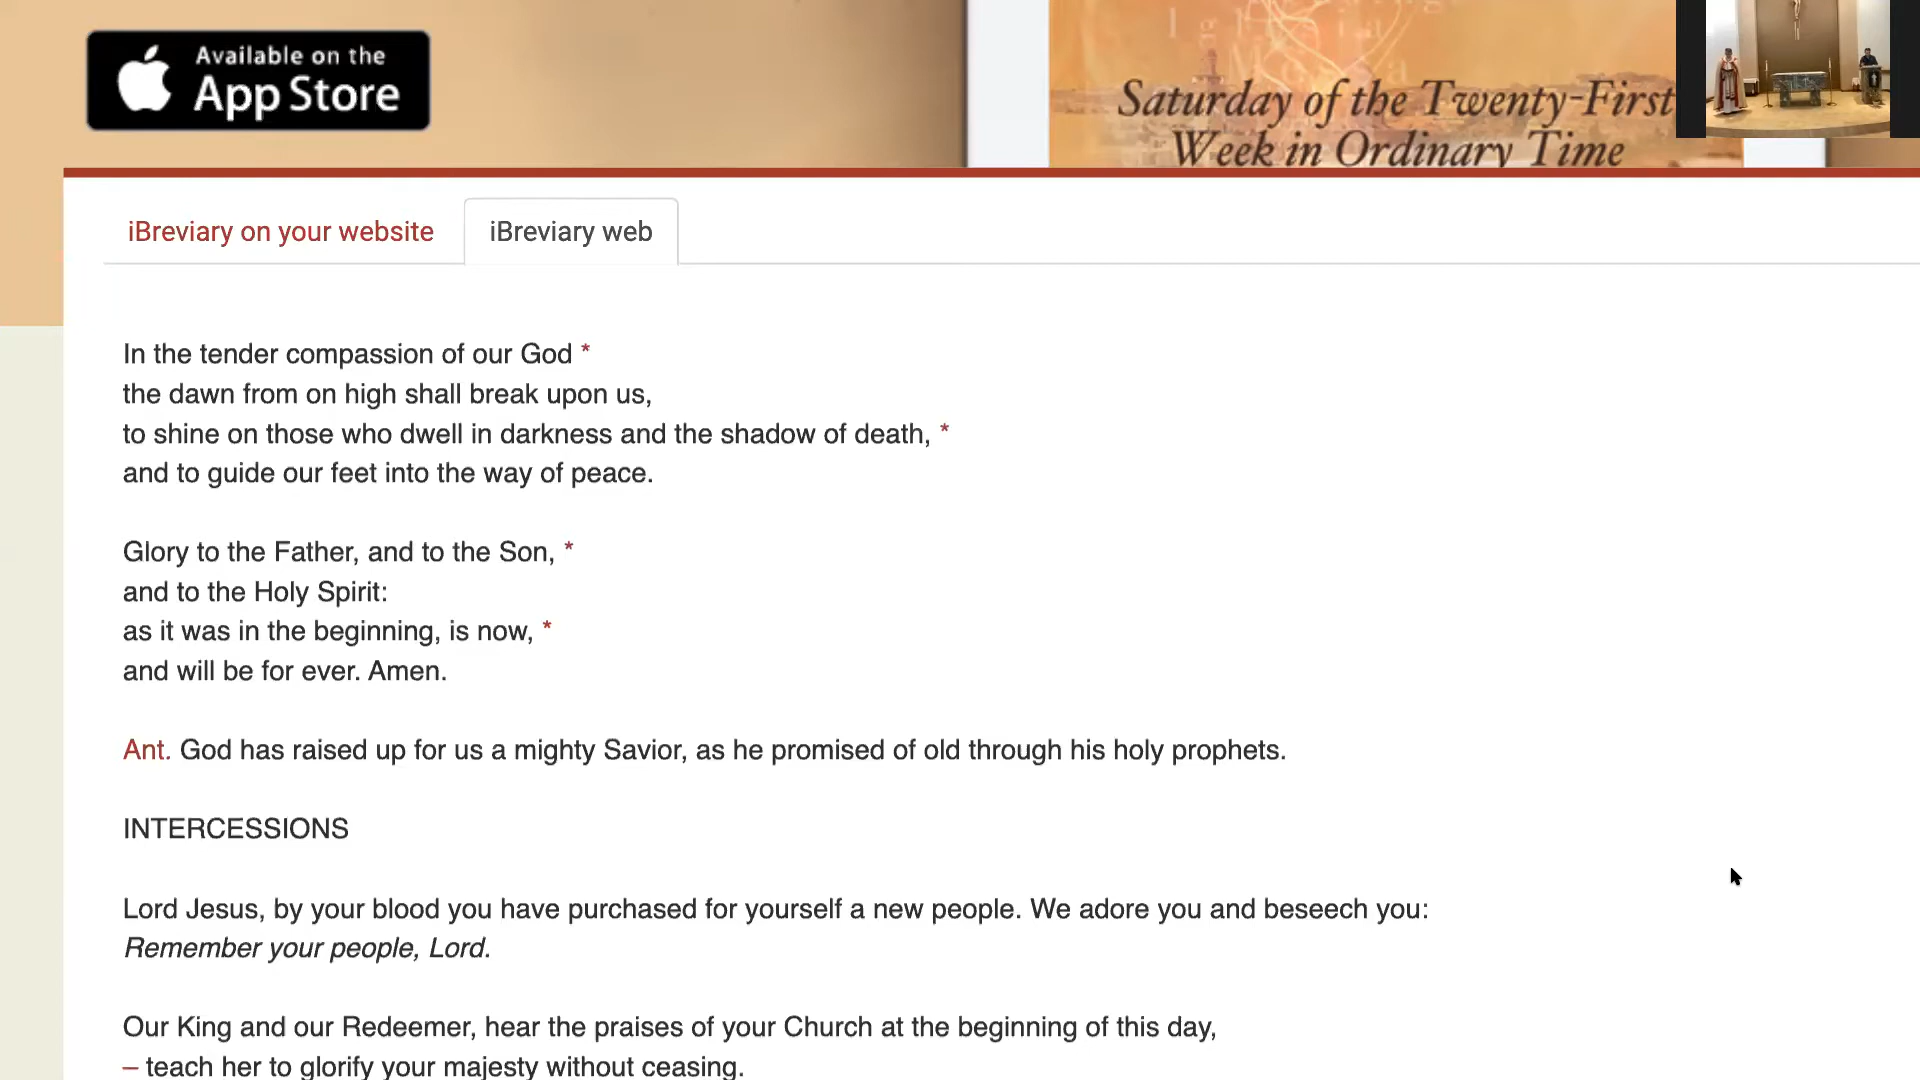 Available on the
App Store
Saturday of the Twenty-First
Week in Ordinary Time
iBreviary on your website
iBreviary web
In the tender compassion of our God *
the dawn from on high shall break upon us,
to shine on those who dwell in darkness and the shadow of death, *
and to guide our feet into the way of peace.
Glory to the Father, and to the Son, *
and to the Holy Spirit:
as it was in the beginning, is now, *
and will be for ever. Amen.
Ant. God has raised up for us a mighty Savior, as he promised of old through his holy prophets.
INTERCESSIONS
Lord Jesus, by your blood you have purchased for yourself a new people. We adore you and beseech you:
Remember your people, Lord.
Our King and our Redeemer, hear the praises of your Church at the beginning of this day,
– teach her to glorify your majesty without ceasing.